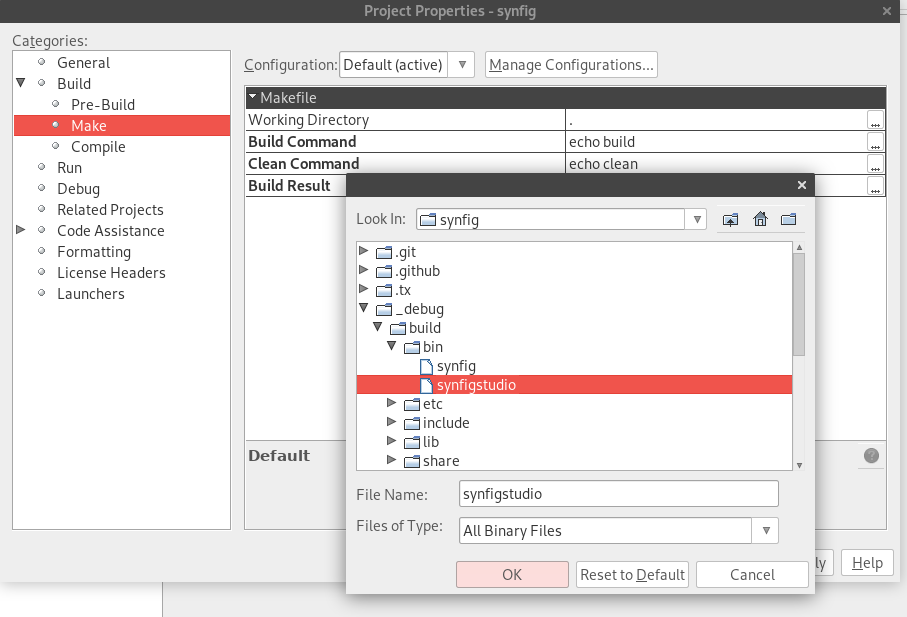 Project Properties - synfig
Categories:
General
Build
Pre-Build
Make
Compile
Run
Debug
Related Projects
Code Assistance
Formatting
License Headers
Launchers
Configuration: Default (active) Manage Configurations...
Makefile
Working Directory . ...
Build Command echo build ...
Clean Command echo clean ...
Build Result ...
Look In: synfig
.git
.github
.tx
_debug
build
bin
synfig
synfigstudio
etc
include
lib
share
File Name: synfigstudio
Files of Type: All Binary Files
OK Reset to Default Cancel
Default
?
ly Help